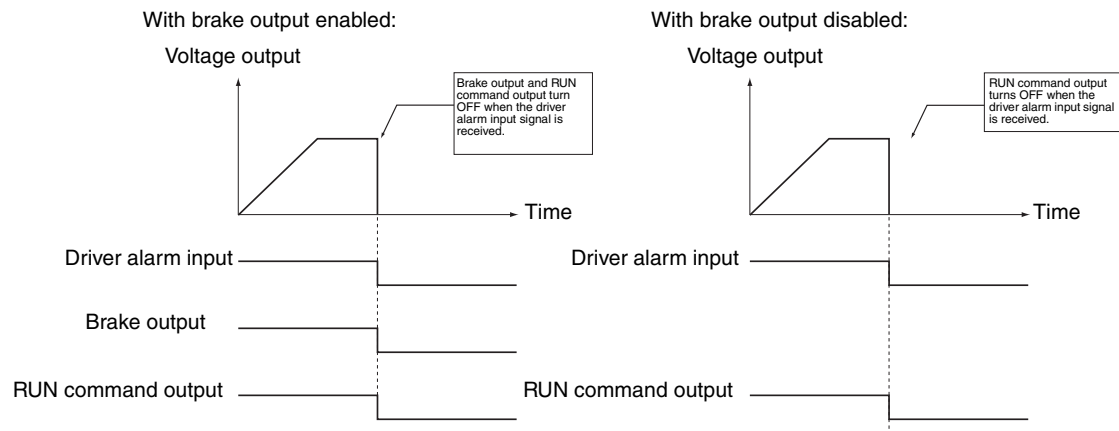 With brake output enabled:
Voltage output
Brake output and RUN
command output turn
OFF when the driver
alarm input signal is
received.
Time
Driver alarm input
Brake output
RUN command output
With brake output disabled:
Voltage output
RUN command output
turns OFF when the
driver alarm input signal
is received.
Time
Driver alarm input
RUN command output